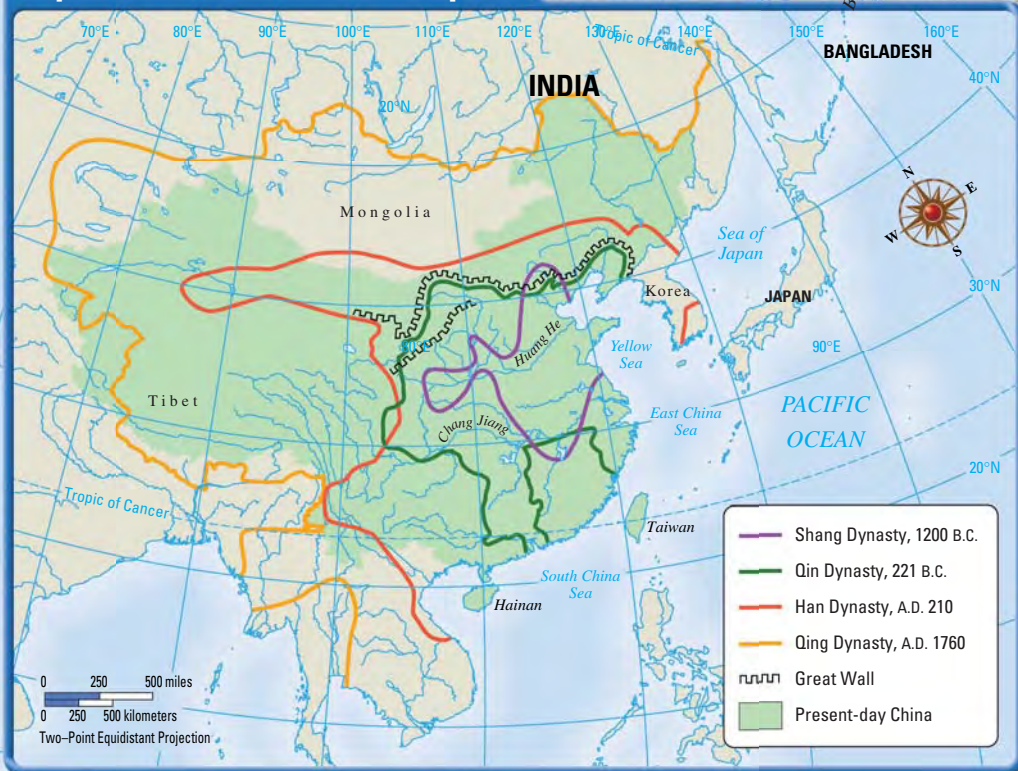 70°E
80°E
90°E
100°E
110°E
120°E
130°E
Tropic of Cancer
140°E
150°E
160°E
BANGLADESH
INDIA
40°N
20°N
N
E
W
S
Mongolia
Sea of
Japan
30°N
Korea
JAPAN
Huang He
Yellow
Sea
90°E
Tibet
Chang Jiang
East China
Sea
PACIFIC
OCEAN
20°N
Tropic of Cancer
Taiwan
South China
Sea
Hainan
Shang Dynasty, 1200 B.C.
Qin Dynasty, 221 B.C.
Han Dynasty, A.D. 210
Qing Dynasty, A.D. 1760
Great Wall
Present-day China
0 250 500 miles
0 250 500 kilometers
Two–Point Equidistant Projection